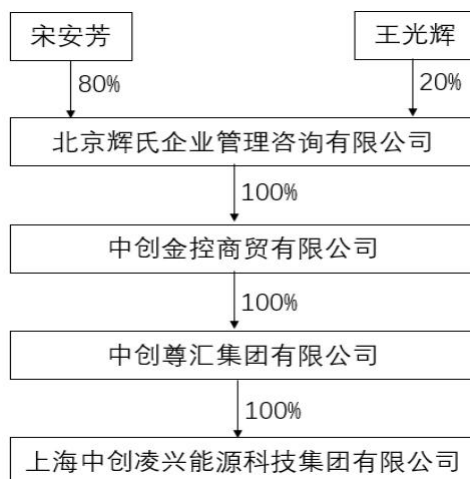 宋安芳 王光辉
80% 20%
北京辉氏企业管理咨询有限公司
100%
中创金控商贸有限公司
100%
中创尊汇集团有限公司
100%
上海中创凌兴能源科技集团有限公司